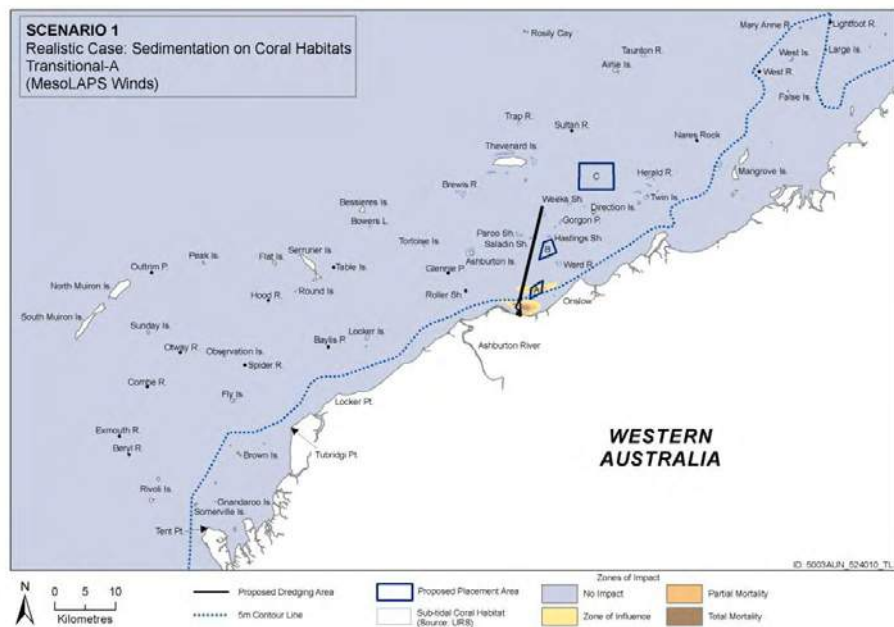 SCENARIO 1
Realistic Case: Sedimentation on Coral Habitats
Transitional-A
(MesoLAPS Winds)
Rosily Cay
Mary Anne R.
Lightfoot R.
Taunton R.
Airlie Is.
West Is.
Large Is.
West R.
False Is.
Trap R.
Sultan R.
Nares Rock
Thevenard Is.
Mangrove Is.
C
Herald R.
Brewis R.
Twin Is.
Weeks Sh.
Direction Is.
Bessieres Is.
Bowers L.
Gorgon P.
Paroo Sh.
Hastings Sh.
Tortoise Is.
Saladin Sh.
B
Serrurier Is.
Peak Is.
Flat Is.
Table Is.
Ashburton Is.
Ward R.
Outtrim P.
Glennie P.
North Muiron Is.
Round Is.
Hood R.
Roller Sh.
A
Onslow
South Muiron Is.
Sunday Is.
Locker Is.
Baylis P.
Ashburton River
Otway R.
Observation Is.
Spider R.
Combe R.
Fly Is.
Locker Pt.
Exmouth R.
Beryl R.
Brown Is.
Tubridgi Pt.
WESTERN
AUSTRALIA
Rivoli Is.
Gnandaroo Is.
Somerville Is.
Tent Pt.
N
0 5 10
Kilometres
Proposed Dredging Area
5m Contour Line
Proposed Placement Area
Sub-tidal Coral Habitat
(Source: URS)
Zones of Impact
No Impact
Zone of Influence
Partial Mortality
Total Mortality